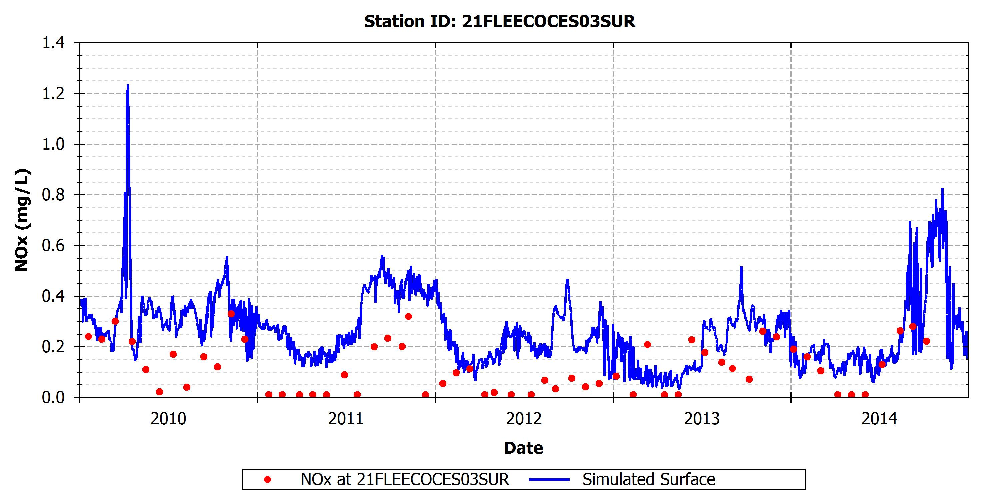 Station ID: 21FLEECOCES03SUR
1.4
1.2
1.0
0.8
0.6
0.4
0.2
0.0
NOx (mg/L)
2010 2011 2012 2013 2014
Date
NOx at 21FLEECOCES03SUR Simulated Surface